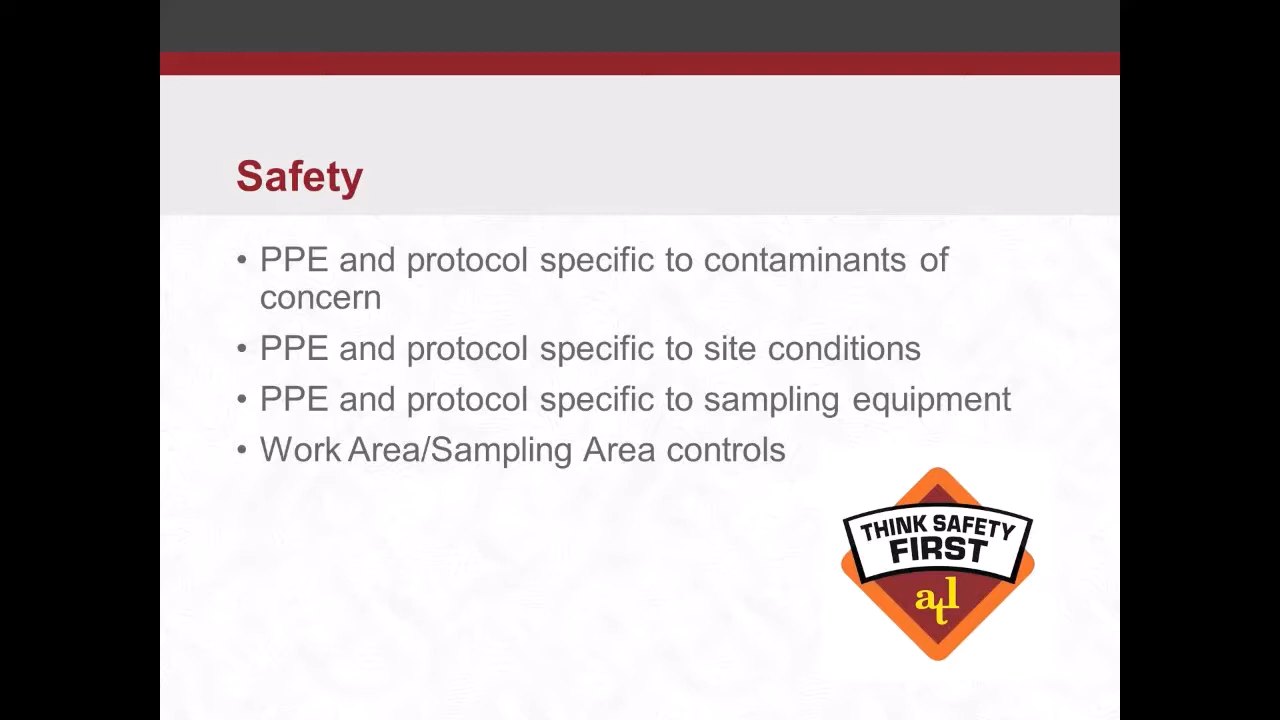 Safety
• PPE and protocol specific to contaminants of
concern
• PPE and protocol specific to site conditions
• PPE and protocol specific to sampling equipment
• Work Area/Sampling Area controls
THINK SAFETY
FIRST
atl